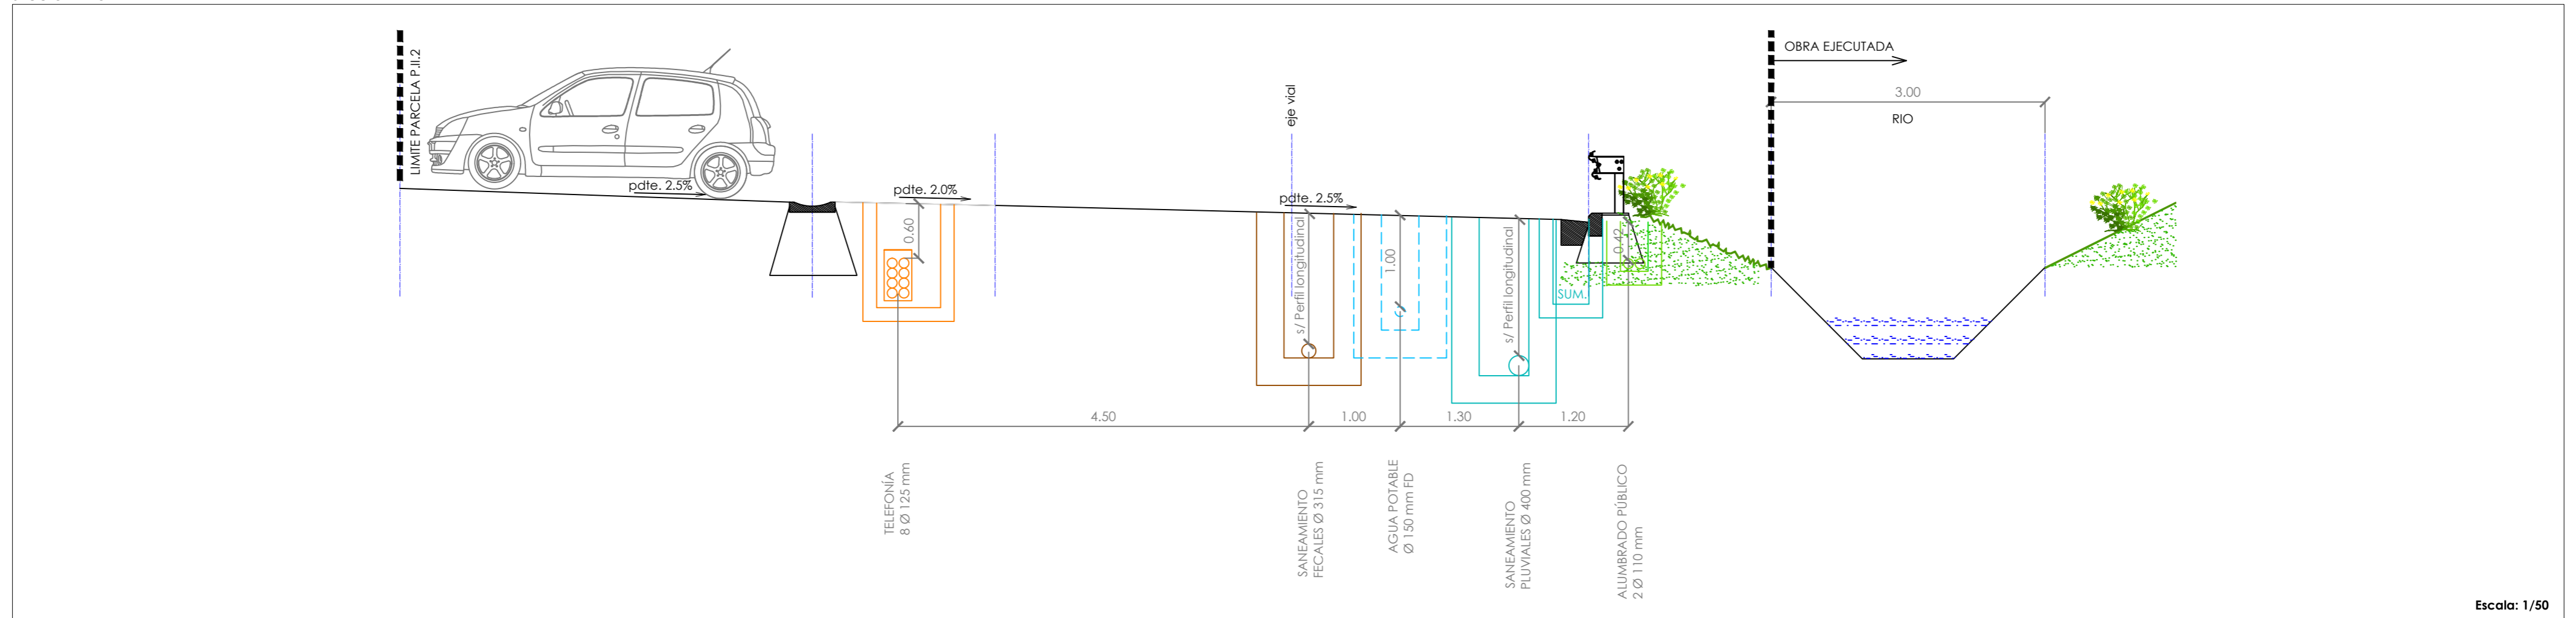 LIMITE PARCELA P.II.2
pdte. 2.5%
pdte. 2.0%
0.60
eje vial
pdte. 2.5%
s/ Perfil longitudinal
1.00
s/ Perfil longitudinal
SUM.
0.42
OBRA EJECUTADA
3.00
RIO
4.50
1.00
1.30
1.20
TELEFONÍA
8 Ø 125 mm
SANEAMIENTO
FECALES Ø 315 mm
AGUA POTABLE
Ø 150 mm FD
SANEAMIENTO
PLUVIALES Ø 400 mm
ALUMBRADO PÚBLICO
2 Ø 110 mm
Escala: 1/50